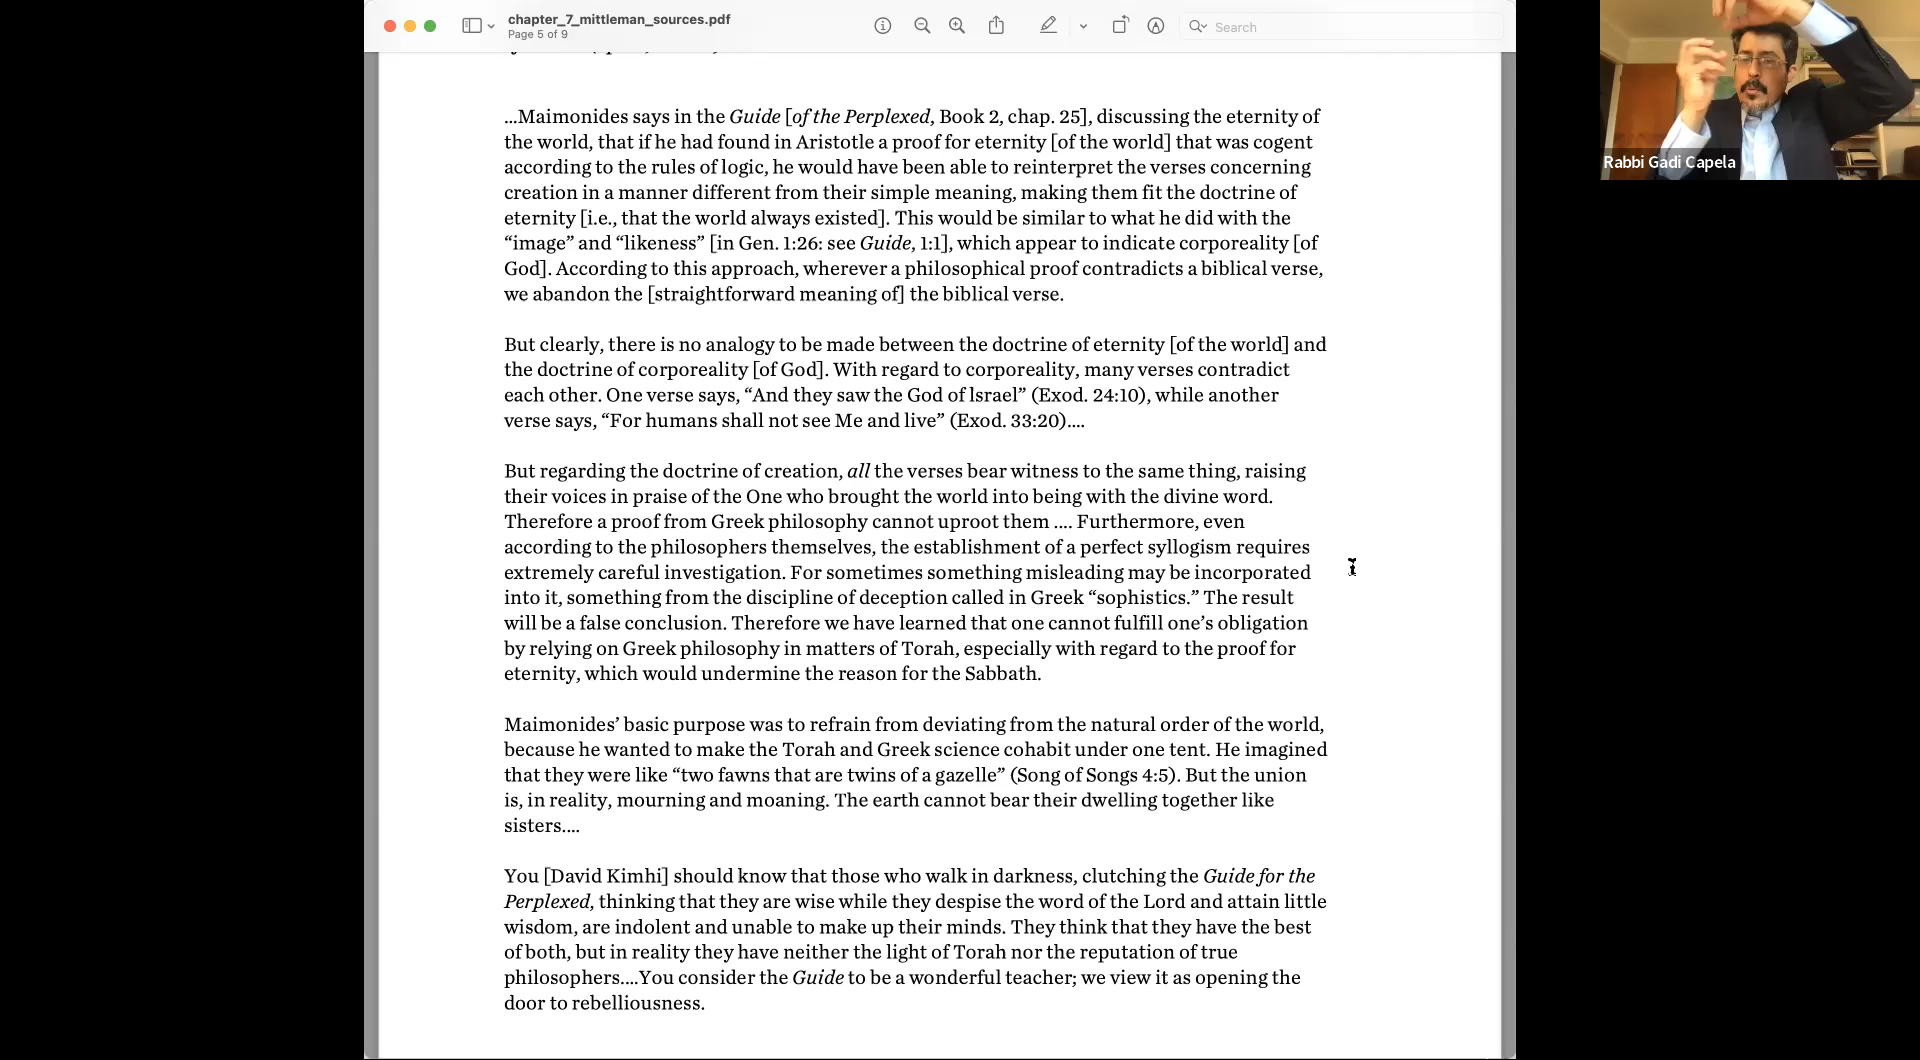 chapter_7_mittleman_sources.pdf
Page 5 of 9
Search
Rabbi Gadi Capela
...Maimonides says in the Guide [of the Perplexed, Book 2, chap. 25], discussing the eternity of
the world, that if he had found in Aristotle a proof for eternity [of the world] that was cogent
according to the rules of logic, he would have been able to reinterpret the verses concerning
creation in a manner different from their simple meaning, making them fit the doctrine of
eternity [i.e., that the world always existed]. This would be similar to what he did with the
“image” and “likeness” [in Gen. 1:26: see Guide, 1:1], which appear to indicate corporeality [of
God]. According to this approach, wherever a philosophical proof contradicts a biblical verse,
we abandon the [straightforward meaning of] the biblical verse.
But clearly, there is no analogy to be made between the doctrine of eternity [of the world] and
the doctrine of corporeality [of God]. With regard to corporeality, many verses contradict
each other. One verse says, “And they saw the God of lsrael” (Exod. 24:10), while another
verse says, “For humans shall not see Me and live” (Exod. 33:20)....
But regarding the doctrine of creation, all the verses bear witness to the same thing, raising
their voices in praise of the One who brought the world into being with the divine word.
Therefore a proof from Greek philosophy cannot uproot them .... Furthermore, even
according to the philosophers themselves, the establishment of a perfect syllogism requires
extremely careful investigation. For sometimes something misleading may be incorporated
into it, something from the discipline of deception called in Greek “sophistics.” The result
will be a false conclusion. Therefore we have learned that one cannot fulfill one’s obligation
by relying on Greek philosophy in matters of Torah, especially with regard to the proof for
eternity, which would undermine the reason for the Sabbath.
Maimonides’ basic purpose was to refrain from deviating from the natural order of the world,
because he wanted to make the Torah and Greek science cohabit under one tent. He imagined
that they were like “two fawns that are twins of a gazelle” (Song of Songs 4:5). But the union
is, in reality, mourning and moaning. The earth cannot bear their dwelling together like
sisters....
You [David Kimhi] should know that those who walk in darkness, clutching the Guide for the
Perplexed, thinking that they are wise while they despise the word of the Lord and attain little
wisdom, are indolent and unable to make up their minds. They think that they have the best
of both, but in reality they have neither the light of Torah nor the reputation of true
philosophers....You consider the Guide to be a wonderful teacher; we view it as opening the
door to rebelliousness.